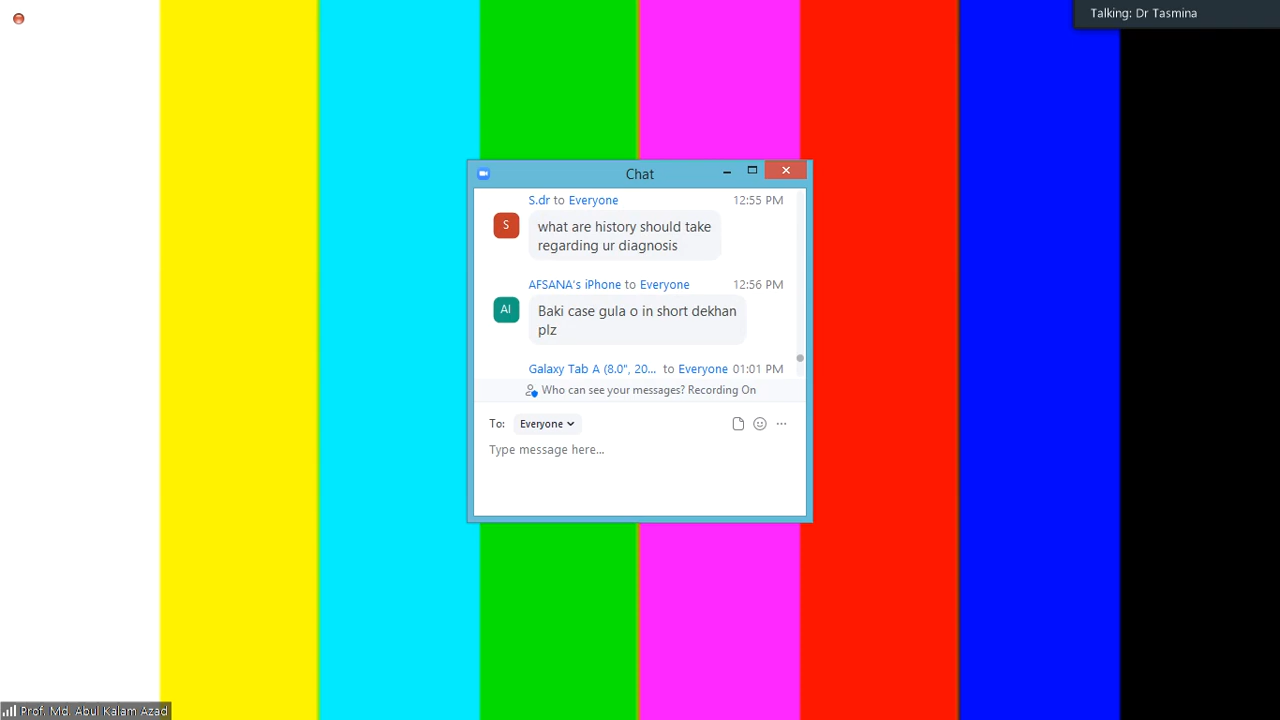 Talking: Dr Tasmina
Chat
S.dr to Everyone 12:55 PM
S
what are history should take
regarding ur diagnosis
AFSANA's iPhone to Everyone 12:56 PM
AI
Baki case gula o in short dekhan
plz
Galaxy Tab A (8.0", 20... to Everyone 01:01 PM
Who can see your messages? Recording On
To: Everyone
Type message here...
Prof. Md. Abul Kalam Azad